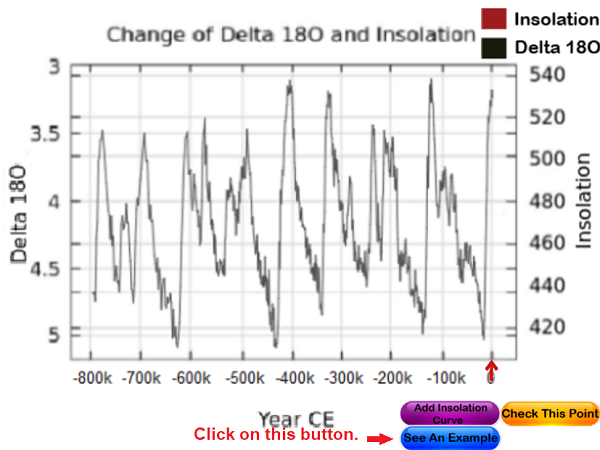 Insolation
Change of Delta 18O and Insolation
Delta 18O
3
3.5
4
4.5
5
Delta 18O
540
520
500
480
460
440
420
Insolation
-800k -700k -600k -500k -400k -300k -200k -100k 0
Year CE
Add Insolation
Curve
Check This Point
Click on this button.
See An Example